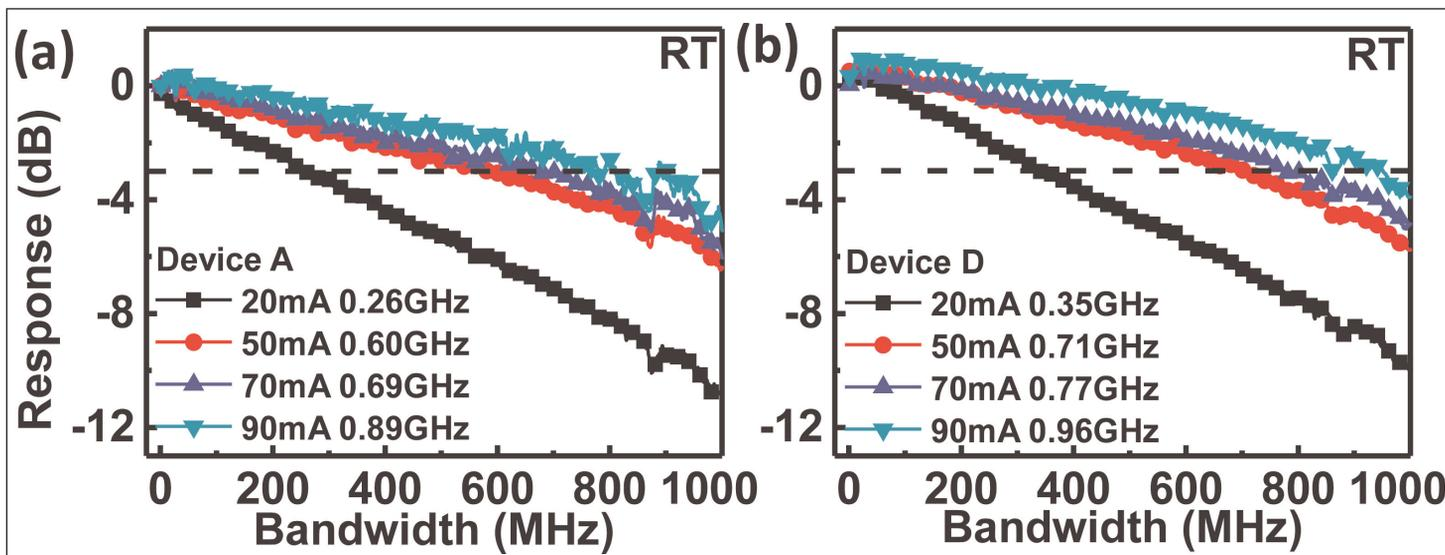 (a)
RT
Response (dB)
0
-4
-8
-12
Device A
20mA 0.26GHz
50mA 0.60GHz
70mA 0.69GHz
90mA 0.89GHz
0 200 400 600 800 1000
Bandwidth (MHz)
(b)
RT
0
-4
-8
-12
Device D
20mA 0.35GHz
50mA 0.71GHz
70mA 0.77GHz
90mA 0.96GHz
0 200 400 600 800 1000
Bandwidth (MHz)